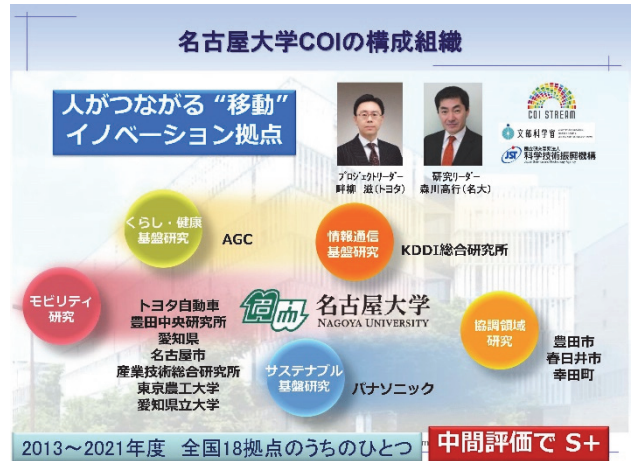 名古屋大学COIの構成組織
人がつながる “移動”
イノベーション拠点
プロジェクトリーダー
畔柳 滋(トヨタ)
研究リーダー
森川高行(名大)
COI STREAM
文部科学省
JST
科学技術振興機構
くらし・健康
基盤研究
AGC
情報通信
基盤研究
KDDI総合研究所
モビリティ
研究
トヨタ自動車
豊田中央研究所
愛知県
名古屋市
産業技術総合研究所
東京農工大学
愛知県立大学
名大
名古屋大学
NAGOYA UNIVERSITY
協調領域
研究
豊田市
春日井市
幸田町
サステナブル
基盤研究
パナソニック
2013～2021年度 全国18拠点のうちのひとつ
中間評価で S+